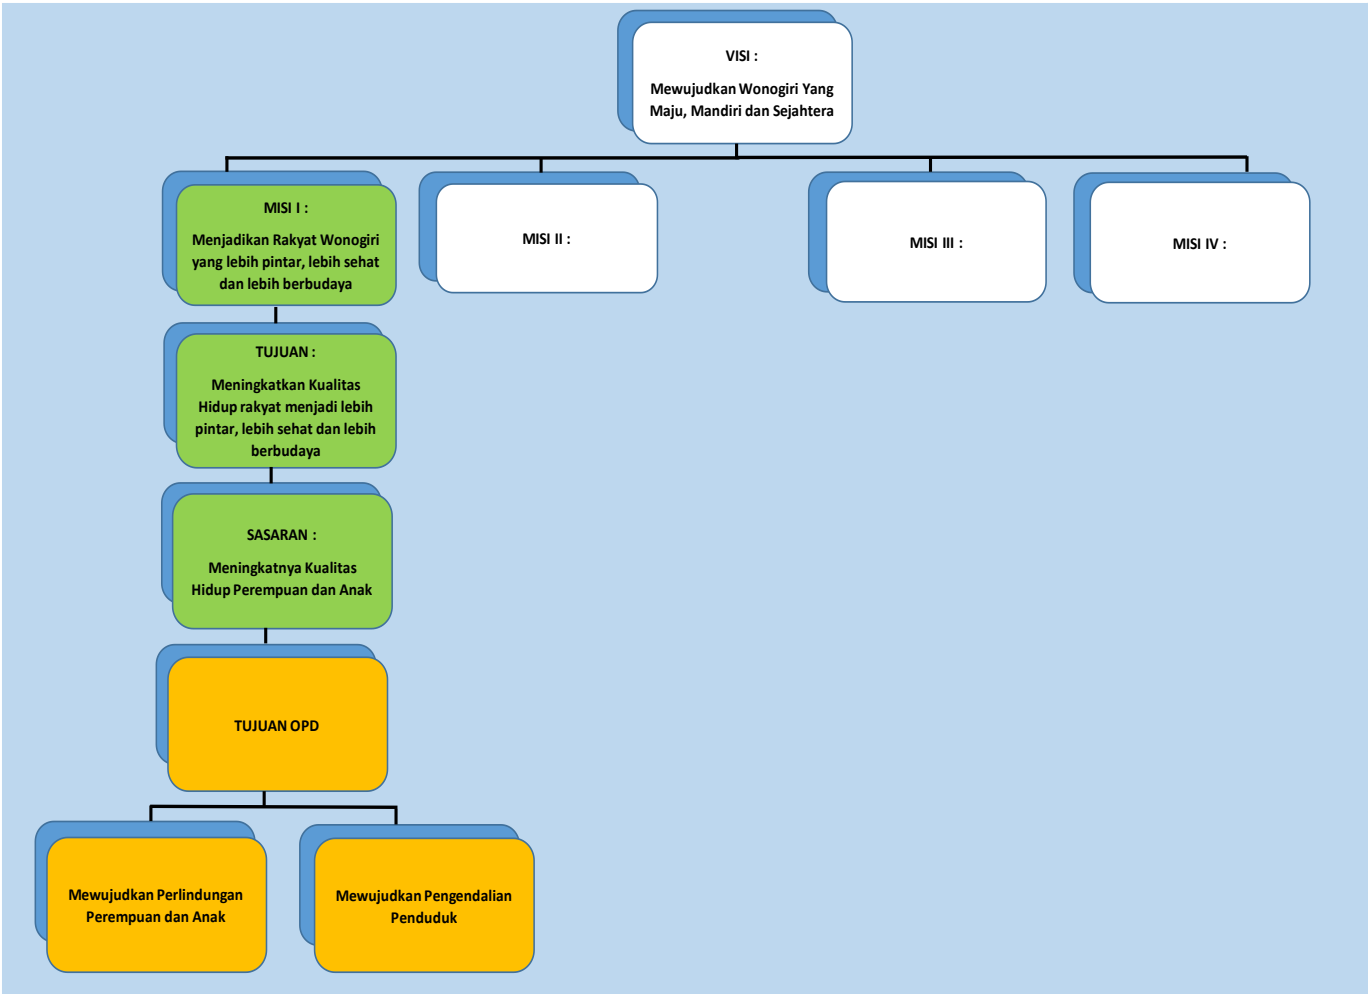 VISI :
Mewujudkan Wonogiri Yang
Maju, Mandiri dan Sejahtera
MISI I :
Menjadikan Rakyat Wonogiri
yang lebih pintar, lebih sehat
dan lebih berbudaya
MISI II :
MISI III :
MISI IV :
TUJUAN :
Meningkatkan Kualitas
Hidup rakyat menjadi lebih
pintar, lebih sehat dan lebih
berbudaya
SASARAN :
Meningkatnya Kualitas
Hidup Perempuan dan Anak
TUJUAN OPD
Mewujudkan Perlindungan
Perempuan dan Anak
Mewujudkan Pengendalian
Penduduk